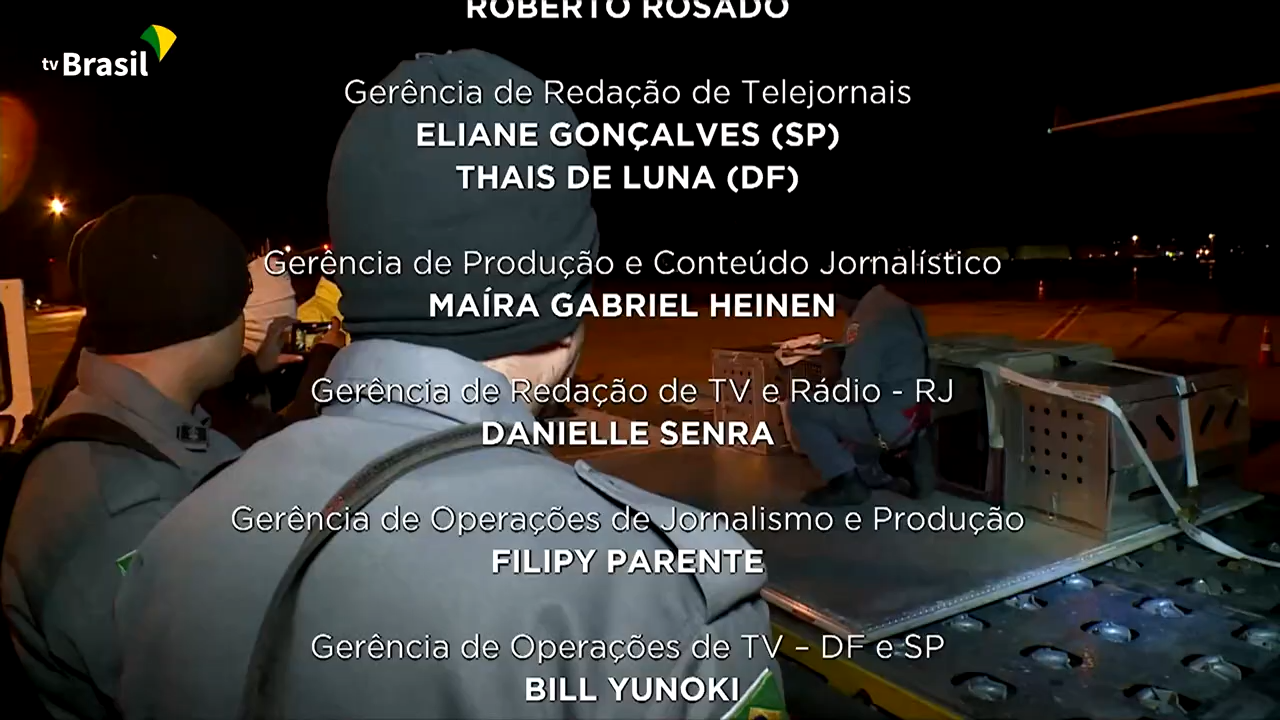 ROBERTO ROSADO
tv Brasil
Gerência de Redação de Telejornais
ELIANE GONÇALVES (SP)
THAIS DE LUNA (DF)
Gerência de Produção e Conteúdo Jornalístico
MAÍRA GABRIEL HEINEN
Gerência de Redação de TV e Rádio - RJ
DANIELLE SENRA
Gerência de Operações de Jornalismo e Produção
FILIPY PARENTE
Gerência de Operações de TV – DF e SP
BILL YUNOKI